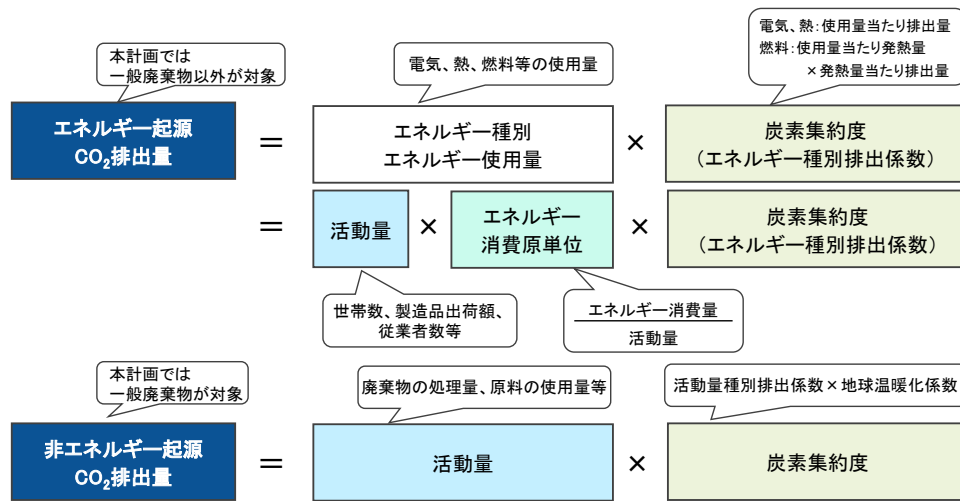 本計画では
一般廃棄物以外が対象
電気、熱、燃料等の使用量
電気、熱:使用量当たり排出量
燃料:使用量当たり発熱量
×発熱量当たり排出量
エネルギー起源
CO₂排出量
＝
エネルギー種別
エネルギー使用量
×
炭素集約度
（エネルギー種別排出係数）
＝
活動量
×
エネルギー
消費原単位
×
炭素集約度
（エネルギー種別排出係数）
世帯数、製造品出荷額、
従業者数等
エネルギー消費量
活動量
本計画では
一般廃棄物が対象
廃棄物の処理量、原料の使用量等
活動量種別排出係数×地球温暖化係数
非エネルギー起源
CO₂排出量
＝
活動量
×
炭素集約度